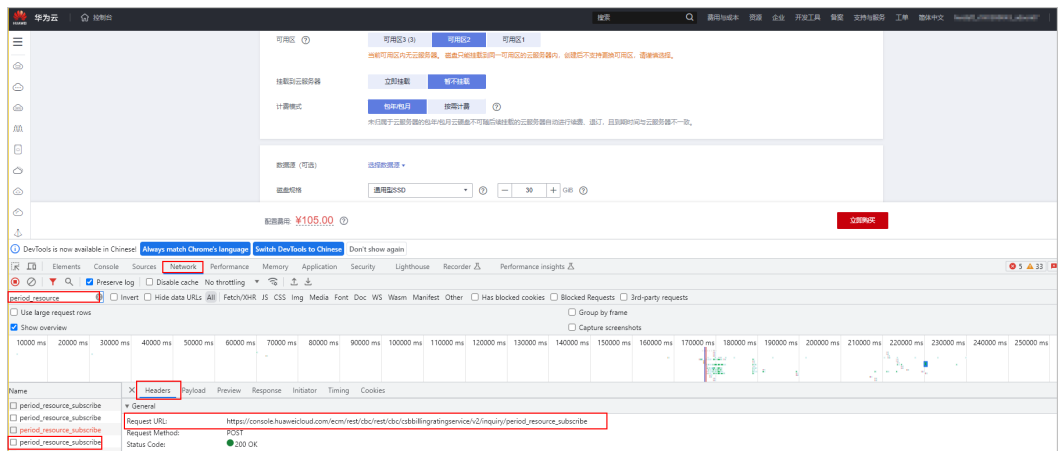 HUAWEI 华为云 控制台 搜索 费用与成本 资源 企业 开发工具 备案 支持与服务 工单 简体中文
可用区 可用区3 (3) 可用区2 可用区1
当前可用区内无云服务器。磁盘只能挂载到同一可用区的云服务器内，创建后不支持更换可用区，请谨慎选择。
挂载到云服务器 立即挂载 暂不挂载
计费模式 包年/包月 按需计费
未归属于云服务器的包年/包月云硬盘不可随后续挂载的云服务器自动进行续费、退订，且到期时间与云服务器不一致。
数据源（可选） 选择数据源
磁盘规格 通用型SSD 30 GiB
配置费用 ¥105.00 立即购买
DevTools is now available in Chinese! Always match Chrome's language Switch DevTools to Chinese Don't show again
Elements Console Sources Network Performance Memory Application Security Lighthouse Recorder Performance insights 5 33
Preserve log Disable cache No throttling
period_resource Invert Hide data URLs All Fetch/XHR JS CSS Img Media Font Doc WS Wasm Manifest Other Has blocked cookies Blocked Requests 3rd-party requests
Use large request rows Group by frame
Show overview Capture screenshots
10000 ms 20000 ms 30000 ms 40000 ms 50000 ms 60000 ms 70000 ms 80000 ms 90000 ms 100000 ms 110000 ms 120000 ms 130000 ms 140000 ms 150000 ms 160000 ms 170000 ms 180000 ms 190000 ms 200000 ms 210000 ms 220000 ms 230000 ms 240000 ms 250000 ms
Name Headers Payload Preview Response Initiator Timing Cookies
period_resource_subscribe General
period_resource_subscribe Request URL: https://console.huaweicloud.com/ecm/rest/cbc/rest/cbc/csbbillingratingservice/v2/inquiry/period_resource_subscribe
period_resource_subscribe Request Method: POST
period_resource_subscribe Status Code: 200 OK